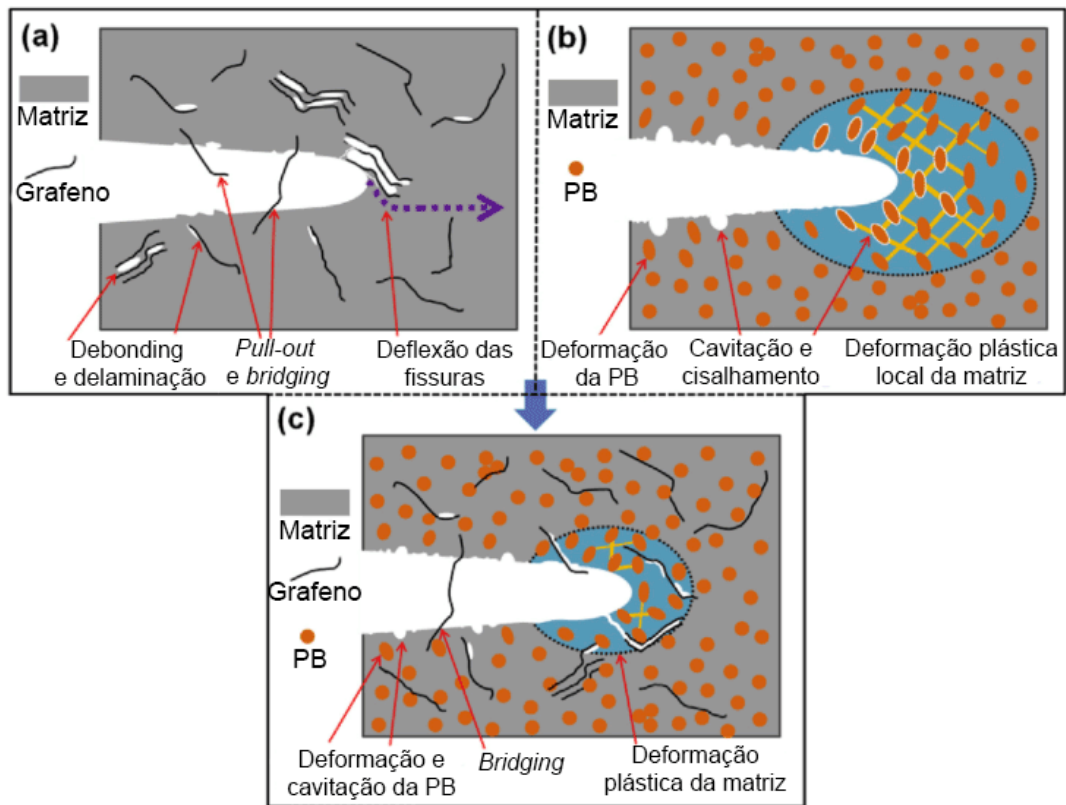 (a)
Matriz
Grafeno
Debonding
e delaminação
Pull-out
e bridging
Deflexão das
fissuras
(b)
Matriz
PB
Deformação
da PB
Cavitação e
cisalhamento
Deformação plástica
local da matriz
(c)
Matriz
Grafeno
PB
Deformação e
cavitação da PB
Bridging
Deformação
plástica da matriz